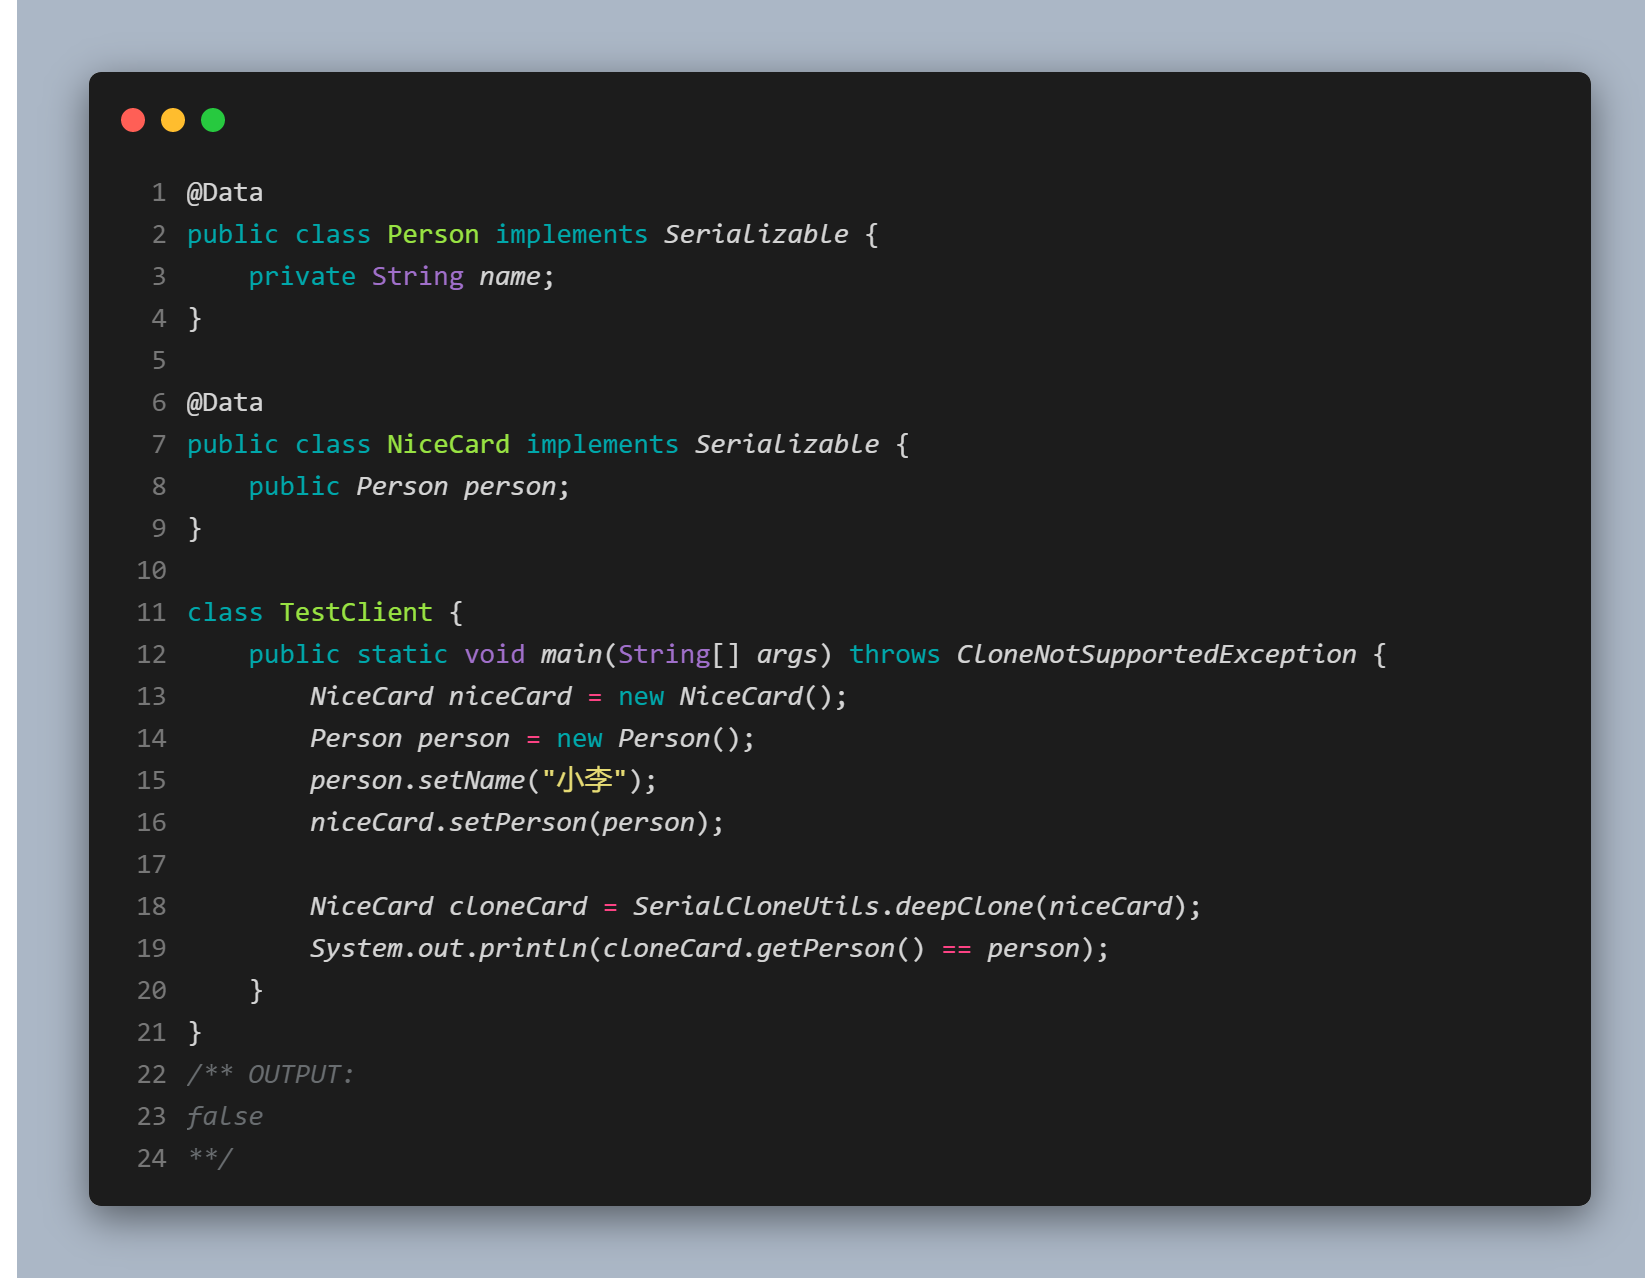 1 @Data
2 public class Person implements Serializable {
3     private String name;
4 }
5
6 @Data
7 public class NiceCard implements Serializable {
8     public Person person;
9 }
10
11 class TestClient {
12     public static void main(String[] args) throws CloneNotSupportedException {
13         NiceCard niceCard = new NiceCard();
14         Person person = new Person();
15         person.setName("小李");
16         niceCard.setPerson(person);
17
18         NiceCard cloneCard = SerialCloneUtils.deepClone(niceCard);
19         System.out.println(cloneCard.getPerson() == person);
20     }
21 }
22 /** OUTPUT:
23 false
24 **/